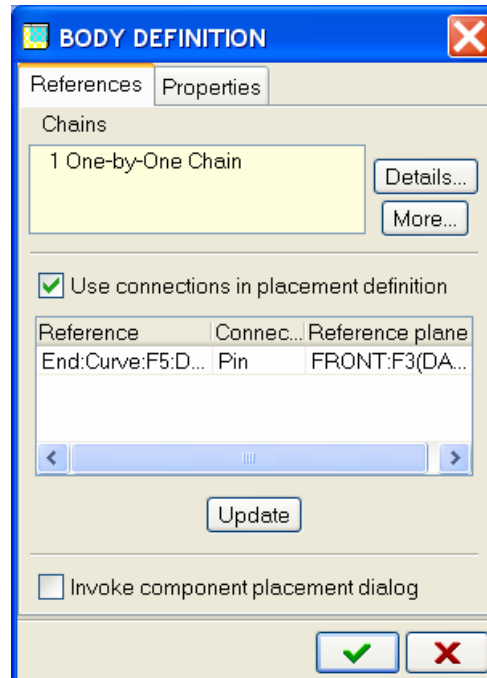 BODY DEFINITION
References Properties
Chains
1 One-by-One Chain
Details...
More...
Use connections in placement definition
Reference Connec... Reference plane
End:Curve:F5:D... Pin FRONT:F3(DA...
Update
Invoke component placement dialog